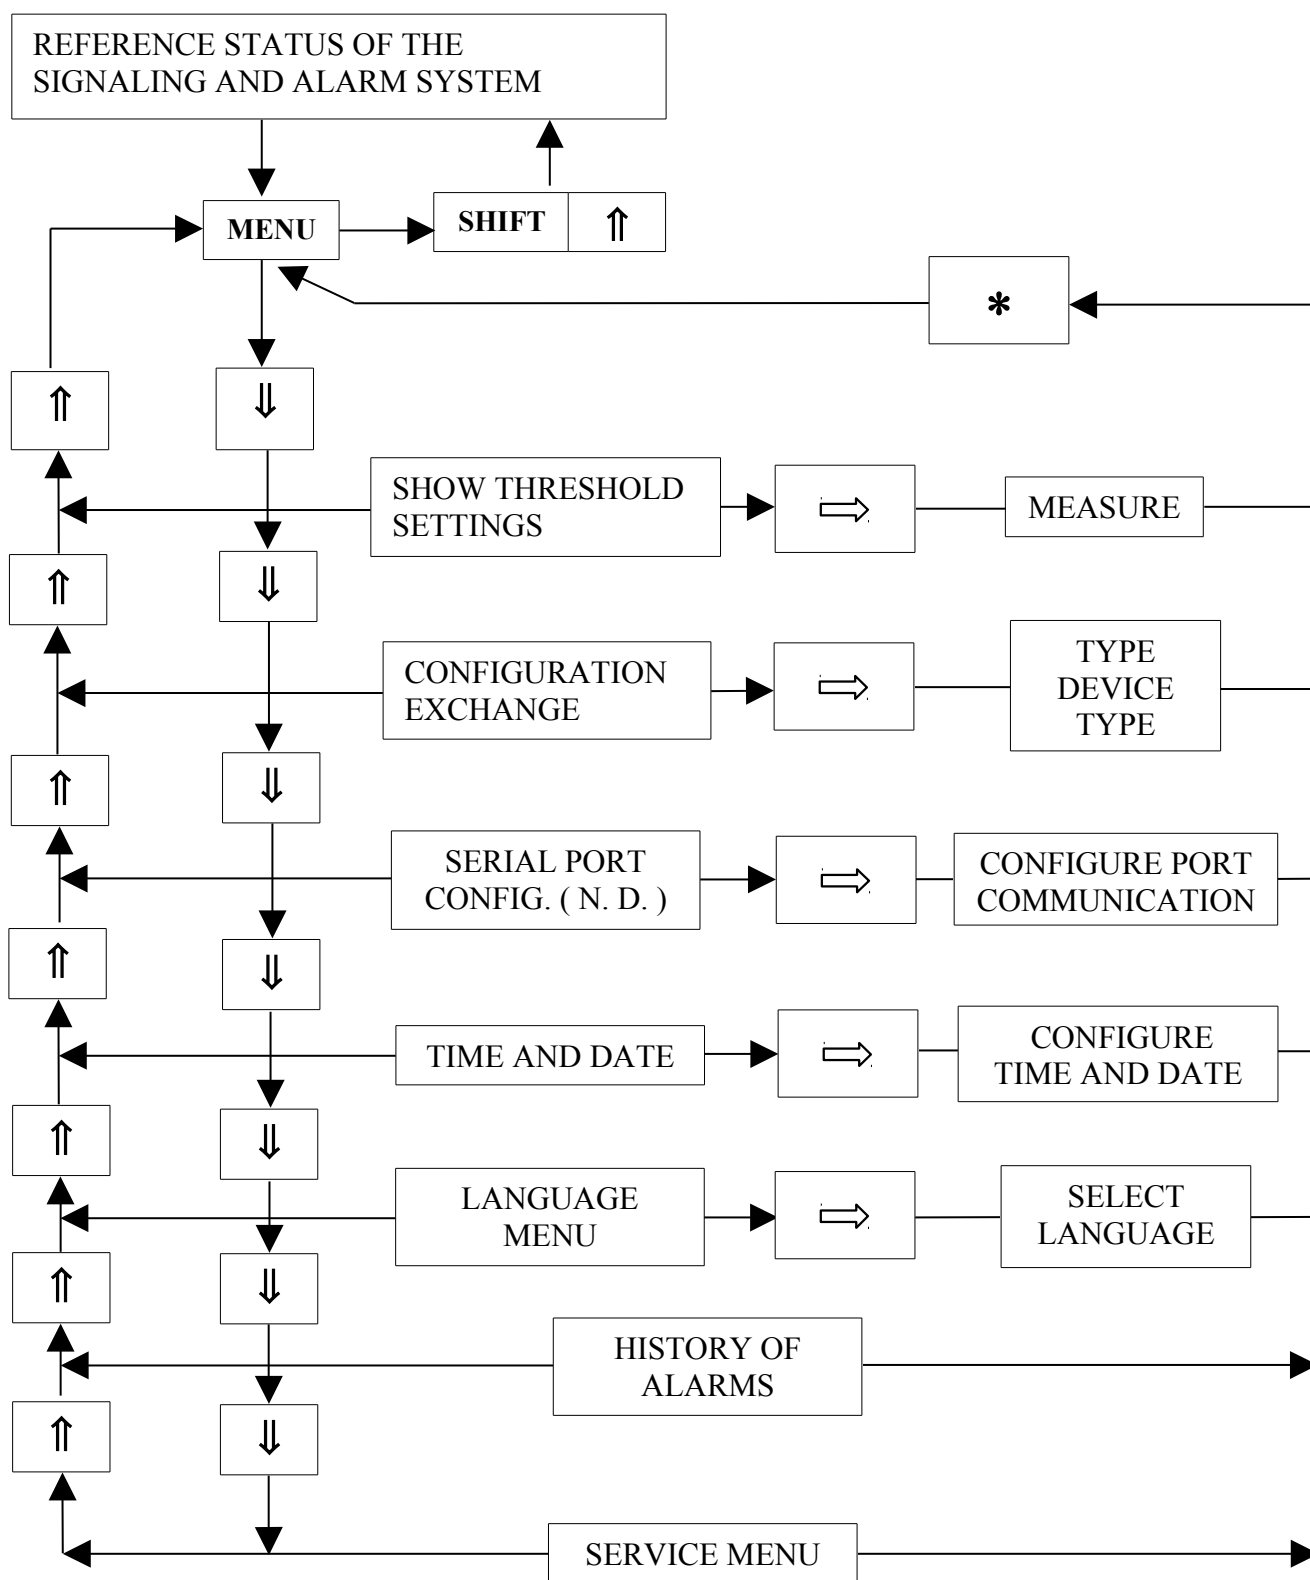 REFERENCE STATUS OF THE
SIGNALING AND ALARM SYSTEM
MENU
SHIFT ⇑
*
⇑ ⇓
SHOW THRESHOLD
SETTINGS
⇨
MEASURE
⇑ ⇓
CONFIGURATION
EXCHANGE
⇨
TYPE
DEVICE
TYPE
⇑ ⇓
SERIAL PORT
CONFIG. ( N. D. )
⇨
CONFIGURE PORT
COMMUNICATION
⇑ ⇓
TIME AND DATE
⇨
CONFIGURE
TIME AND DATE
⇑ ⇓
LANGUAGE
MENU
⇨
SELECT
LANGUAGE
⇑ ⇓
HISTORY OF
ALARMS
⇑ ⇓
SERVICE MENU